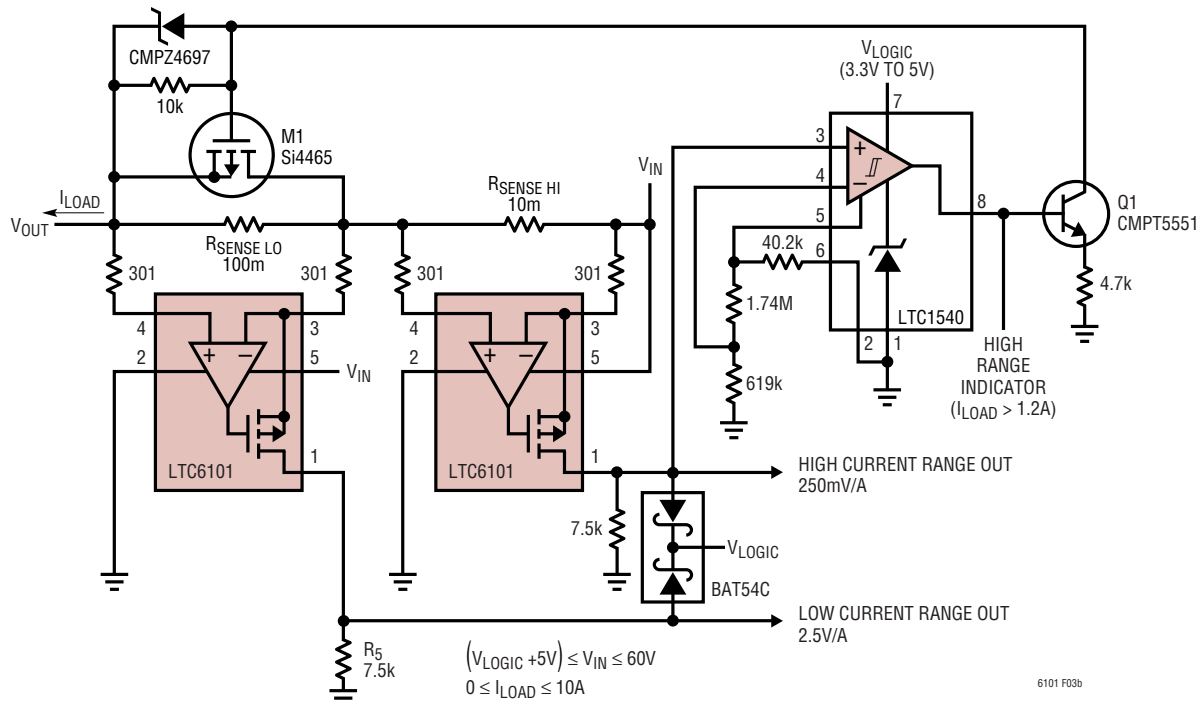 CMPZ4697
10k
M1
Si4465
VLOGIC
(3.3V TO 5V)
7
3
4
5
6
8
2
1
40.2k
1.74M
619k
LTC1540
Q1
CMPT5551
4.7k
HIGH
RANGE
INDICATOR
(ILOAD > 1.2A)
ILOAD
VOUT
RSENSE LO
100m
RSENSE HI
10m
VIN
301
301
301
301
4
2
3
5
VIN
1
LTC6101
4
2
3
5
1
LTC6101
7.5k
HIGH CURRENT RANGE OUT
250mV/A
VLOGIC
BAT54C
LOW CURRENT RANGE OUT
2.5V/A
R5
7.5k
(VLOGIC +5V) ≤ VIN ≤ 60V
0 ≤ ILOAD ≤ 10A
6101 F03b